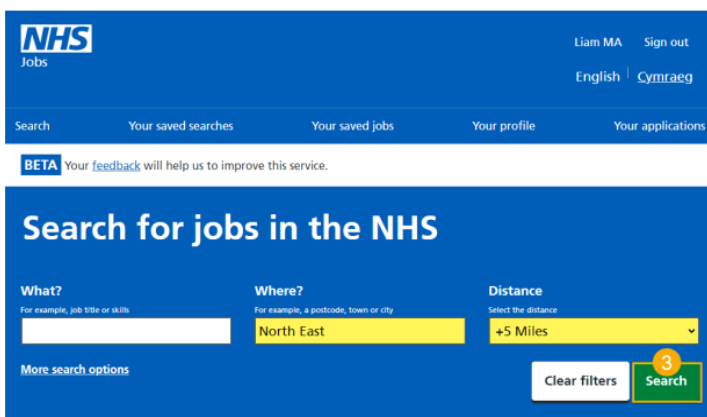 NHS
Jobs
Liam MA Sign out
English Cymraeg
Search Your saved searches Your saved jobs Your profile Your applications
BETA Your feedback will help us to improve this service.
Search for jobs in the NHS
What? Where? Distance
For example, job title or skills For example, a postcode, town or city Select the distance
North East +5 Miles
3
More search options Clear filters Search